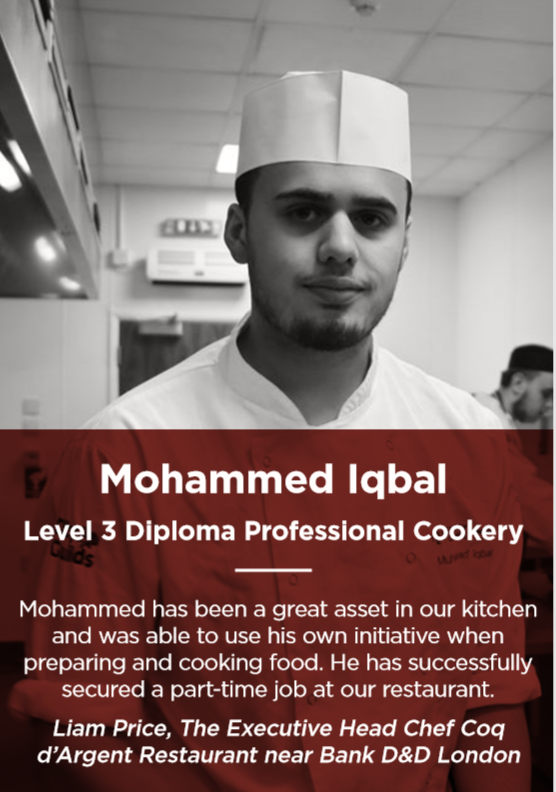 Mohammed Iqbal
Level 3 Diploma Professional Cookery
Mohammed has been a great asset in our kitchen
and was able to use his own initiative when
preparing and cooking food. He has successfully
secured a part-time job at our restaurant.
Liam Price, The Executive Head Chef Coq
d’Argent Restaurant near Bank D&D London